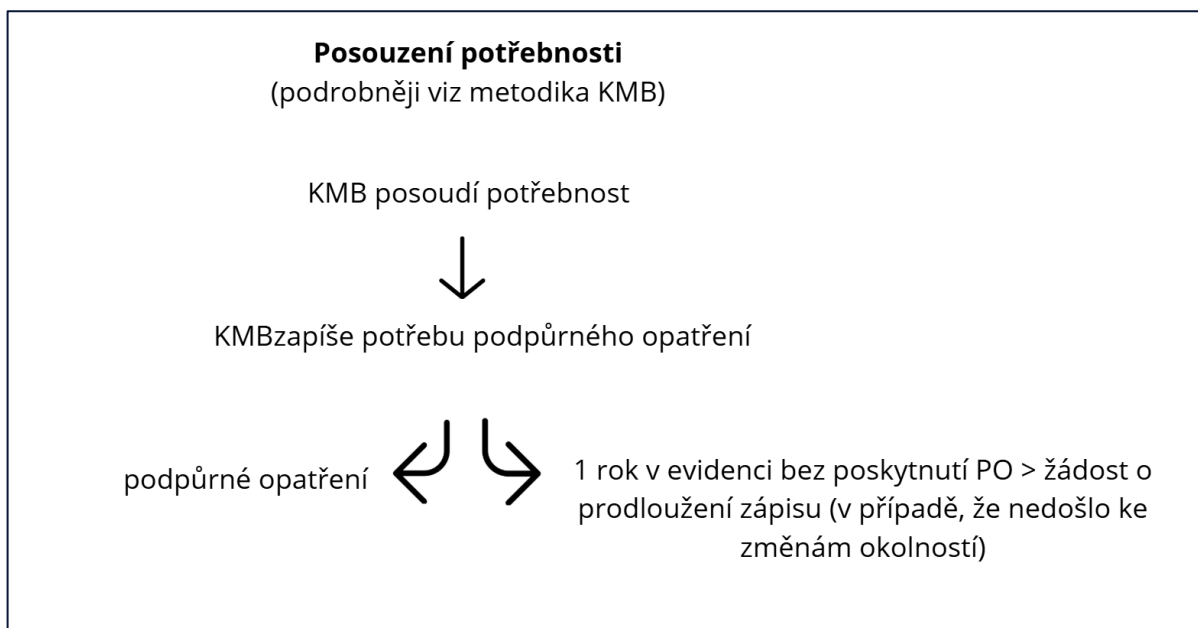 Posouzení potřebnosti
(podrobněji viz metodika KMB)
KMB posoudí potřebnost
KMBzapíše potřebu podpůrného opatření
podpůrné opatření
1 rok v evidenci bez poskytnutí PO > žádost o
prodloužení zápisu (v případě, že nedošlo ke
změnám okolností)